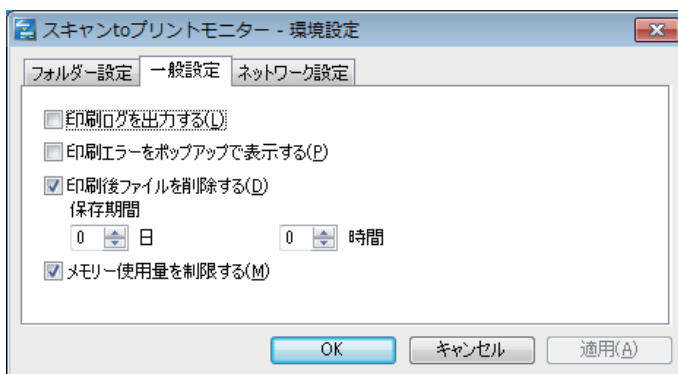 スキャンtoプリントモニター - 環境設定
フォルダー設定 一般設定 ネットワーク設定
印刷ログを出力する(L)
印刷エラーをポップアップで表示する(P)
印刷後ファイルを削除する(D)
保存期間
0 日 0 時間
メモリー使用量を制限する(M)
OK キャンセル 適用(A)